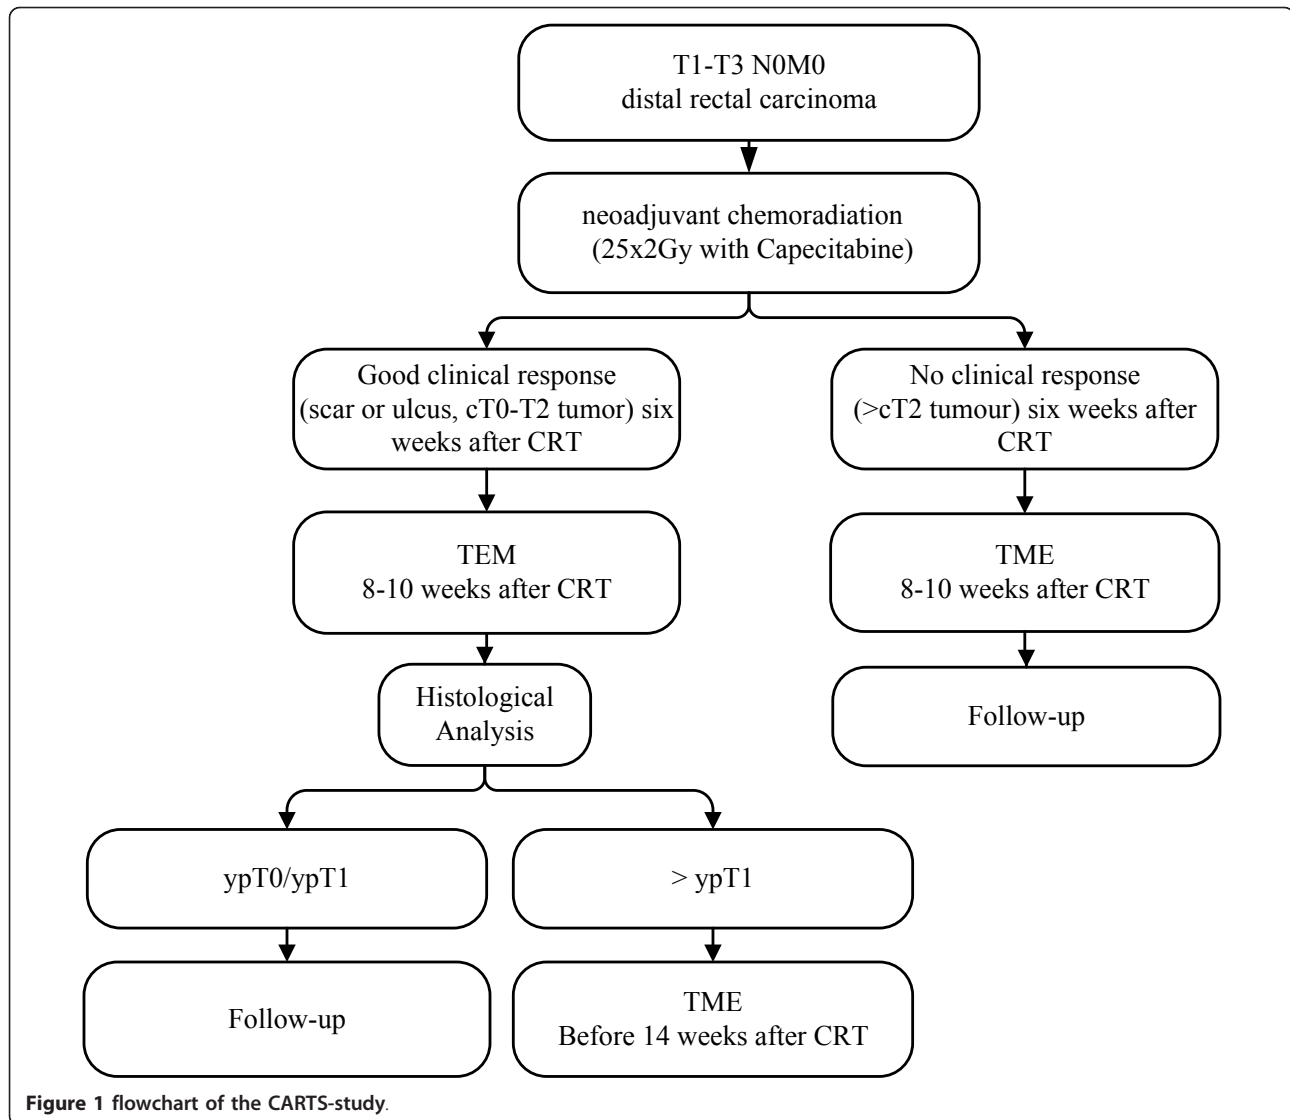 T1-T3 N0M0
distal rectal carcinoma
neoadjuvant chemoradiation
(25x2Gy with Capecitabine)
Good clinical response
(scar or ulcus, cT0-T2 tumor) six
weeks after CRT
No clinical response
(>cT2 tumour) six weeks after
CRT
TEM
8-10 weeks after CRT
TME
8-10 weeks after CRT
Histological
Analysis
Follow-up
ypT0/ypT1
> ypT1
Follow-up
TME
Before 14 weeks after CRT
Figure 1 flowchart of the CARTS-study.